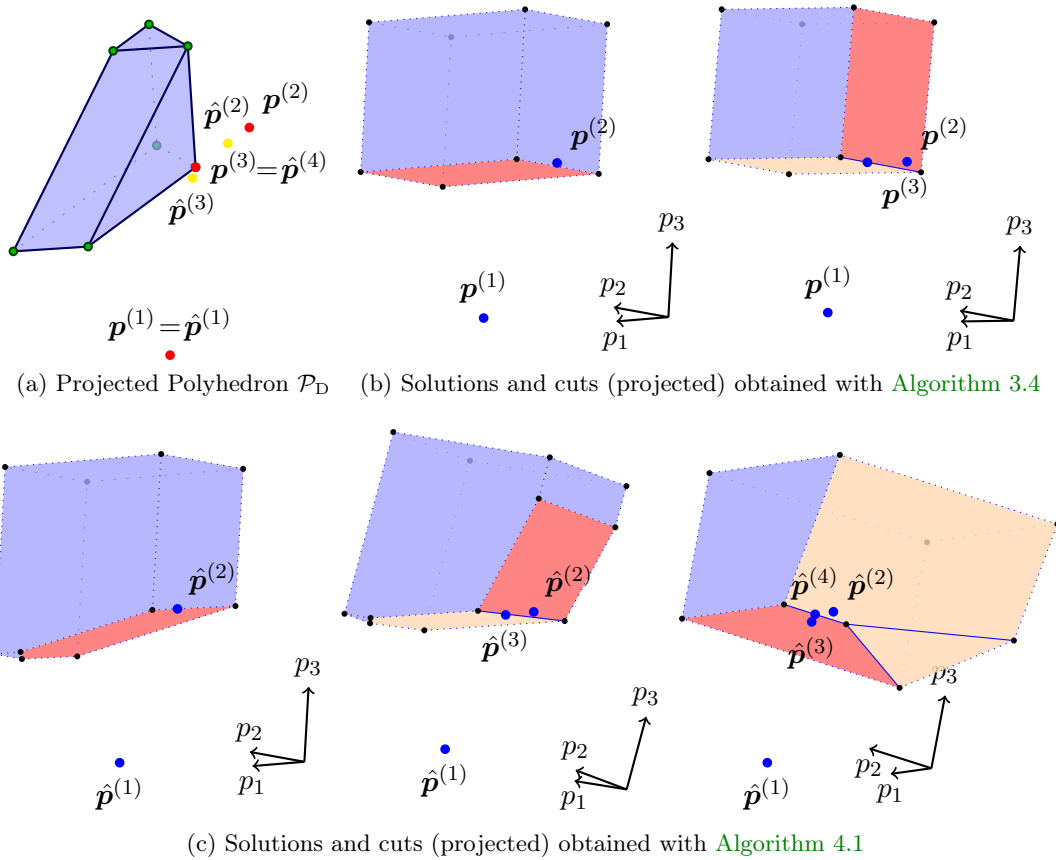 p̂^(2)
p^(2)
p^(3)=p̂^(4)
p̂^(3)
p^(1)=p̂^(1)
(a) Projected Polyhedron 𝒫_D
p^(2)
p^(1)
p_3
p_2
p_1
p^(2)
p^(3)
p^(1)
p_3
p_2
p_1
(b) Solutions and cuts (projected) obtained with Algorithm 3.4
p̂^(2)
p̂^(1)
p_3
p_2
p_1
p̂^(2)
p̂^(3)
p̂^(1)
p_3
p_2
p_1
p̂^(4)
p̂^(2)
p̂^(3)
p̂^(1)
p_3
p_2
p_1
(c) Solutions and cuts (projected) obtained with Algorithm 4.1